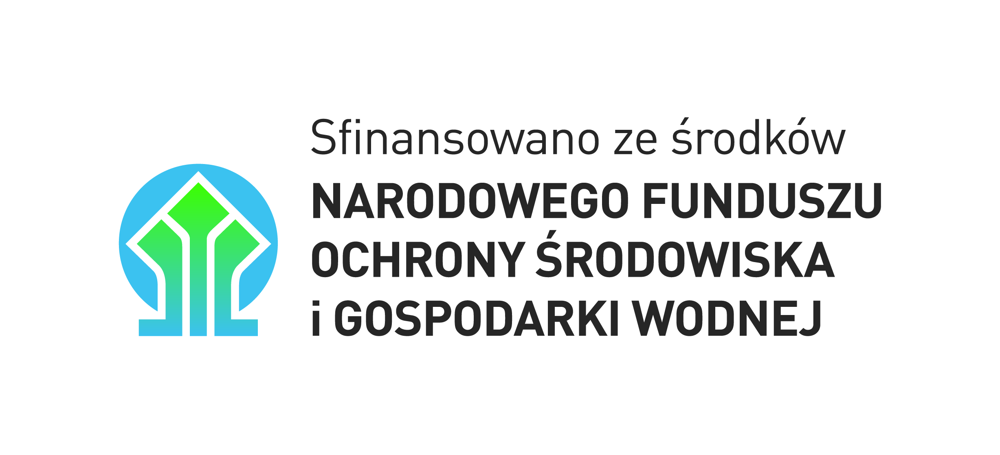 Sfinansowano ze środków
NARODOWEGO FUNDUSZU
OCHRONY ŚRODOWISKA
i GOSPODARKI WODNEJ